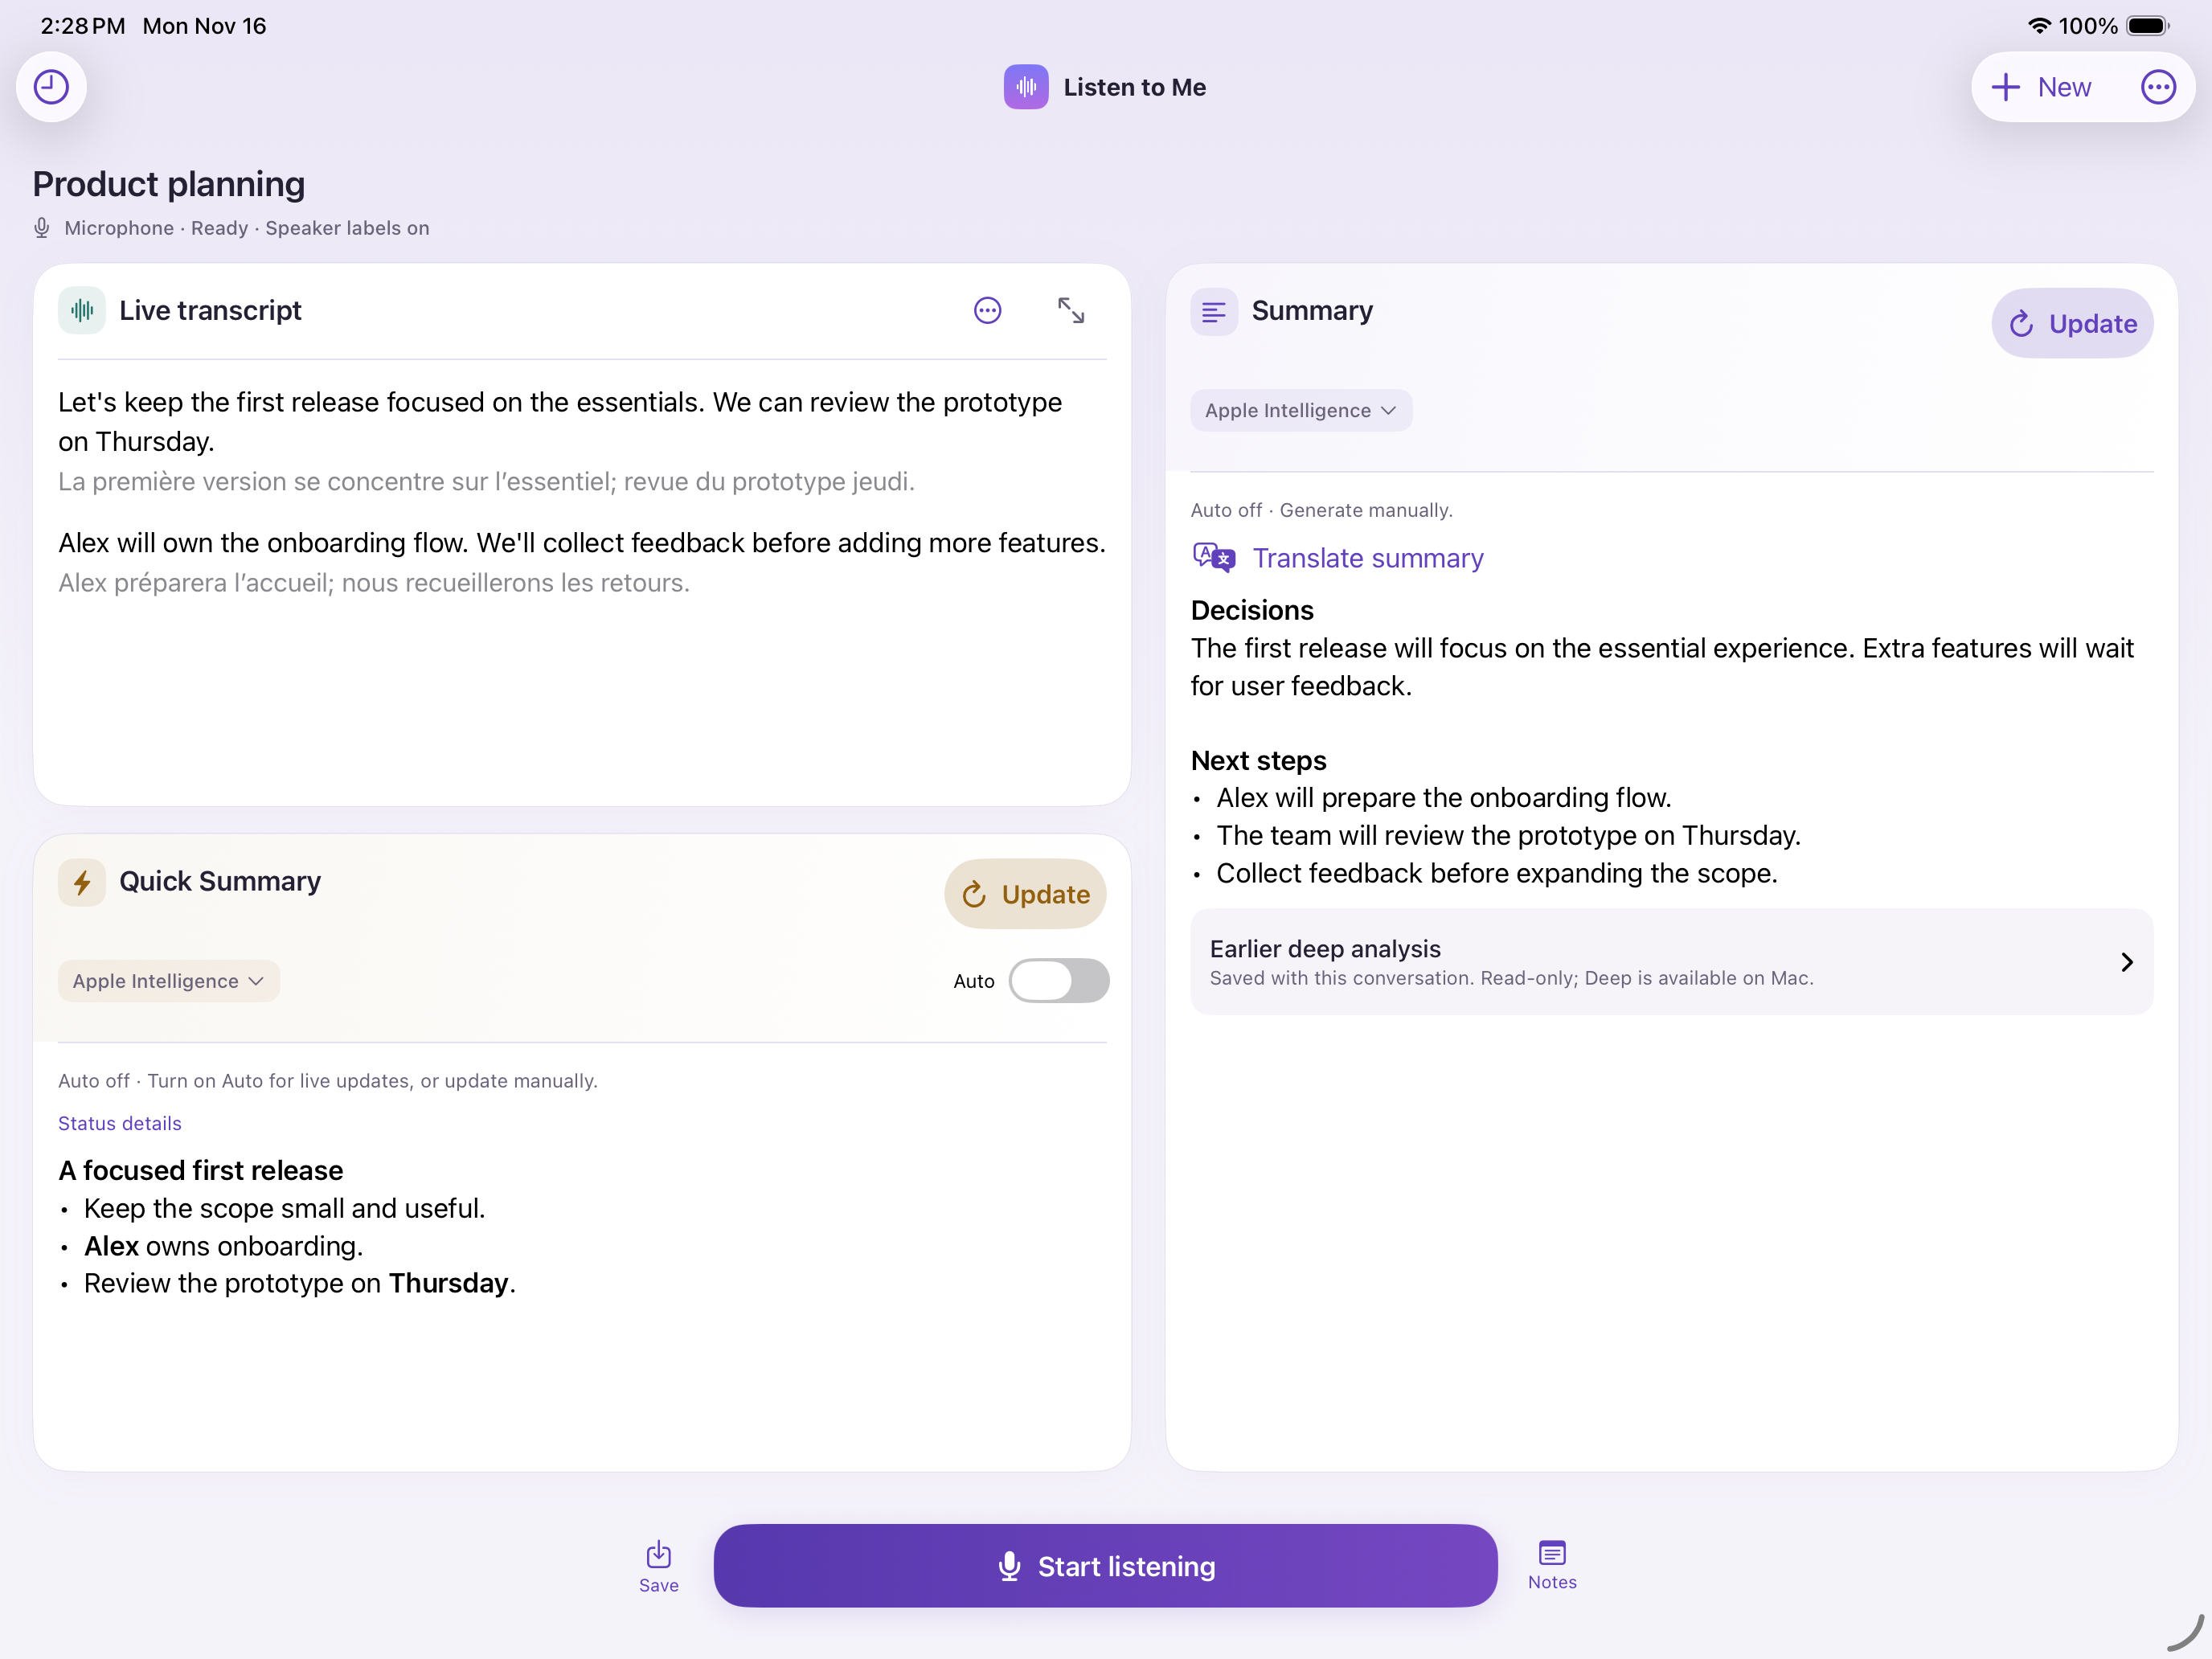 2:28 PM Mon Nov 16
100%
Listen to Me
New
Product planning
Microphone · Ready · Speaker labels on
Live transcript
Let's keep the first release focused on the essentials. We can review the prototype
on Thursday.
La première version se concentre sur l’essentiel; revue du prototype jeudi.
Alex will own the onboarding flow. We'll collect feedback before adding more features.
Alex préparera l’accueil; nous recueillerons les retours.
Quick Summary
Update
Apple Intelligence
Auto
Auto off · Turn on Auto for live updates, or update manually.
Status details
A focused first release
• Keep the scope small and useful.
• Alex owns onboarding.
• Review the prototype on Thursday.
Summary
Update
Apple Intelligence
Auto off · Generate manually.
A 文
Translate summary
Decisions
The first release will focus on the essential experience. Extra features will wait
for user feedback.
Next steps
• Alex will prepare the onboarding flow.
• The team will review the prototype on Thursday.
• Collect feedback before expanding the scope.
Earlier deep analysis
Saved with this conversation. Read-only; Deep is available on Mac.
Save
Start listening
Notes